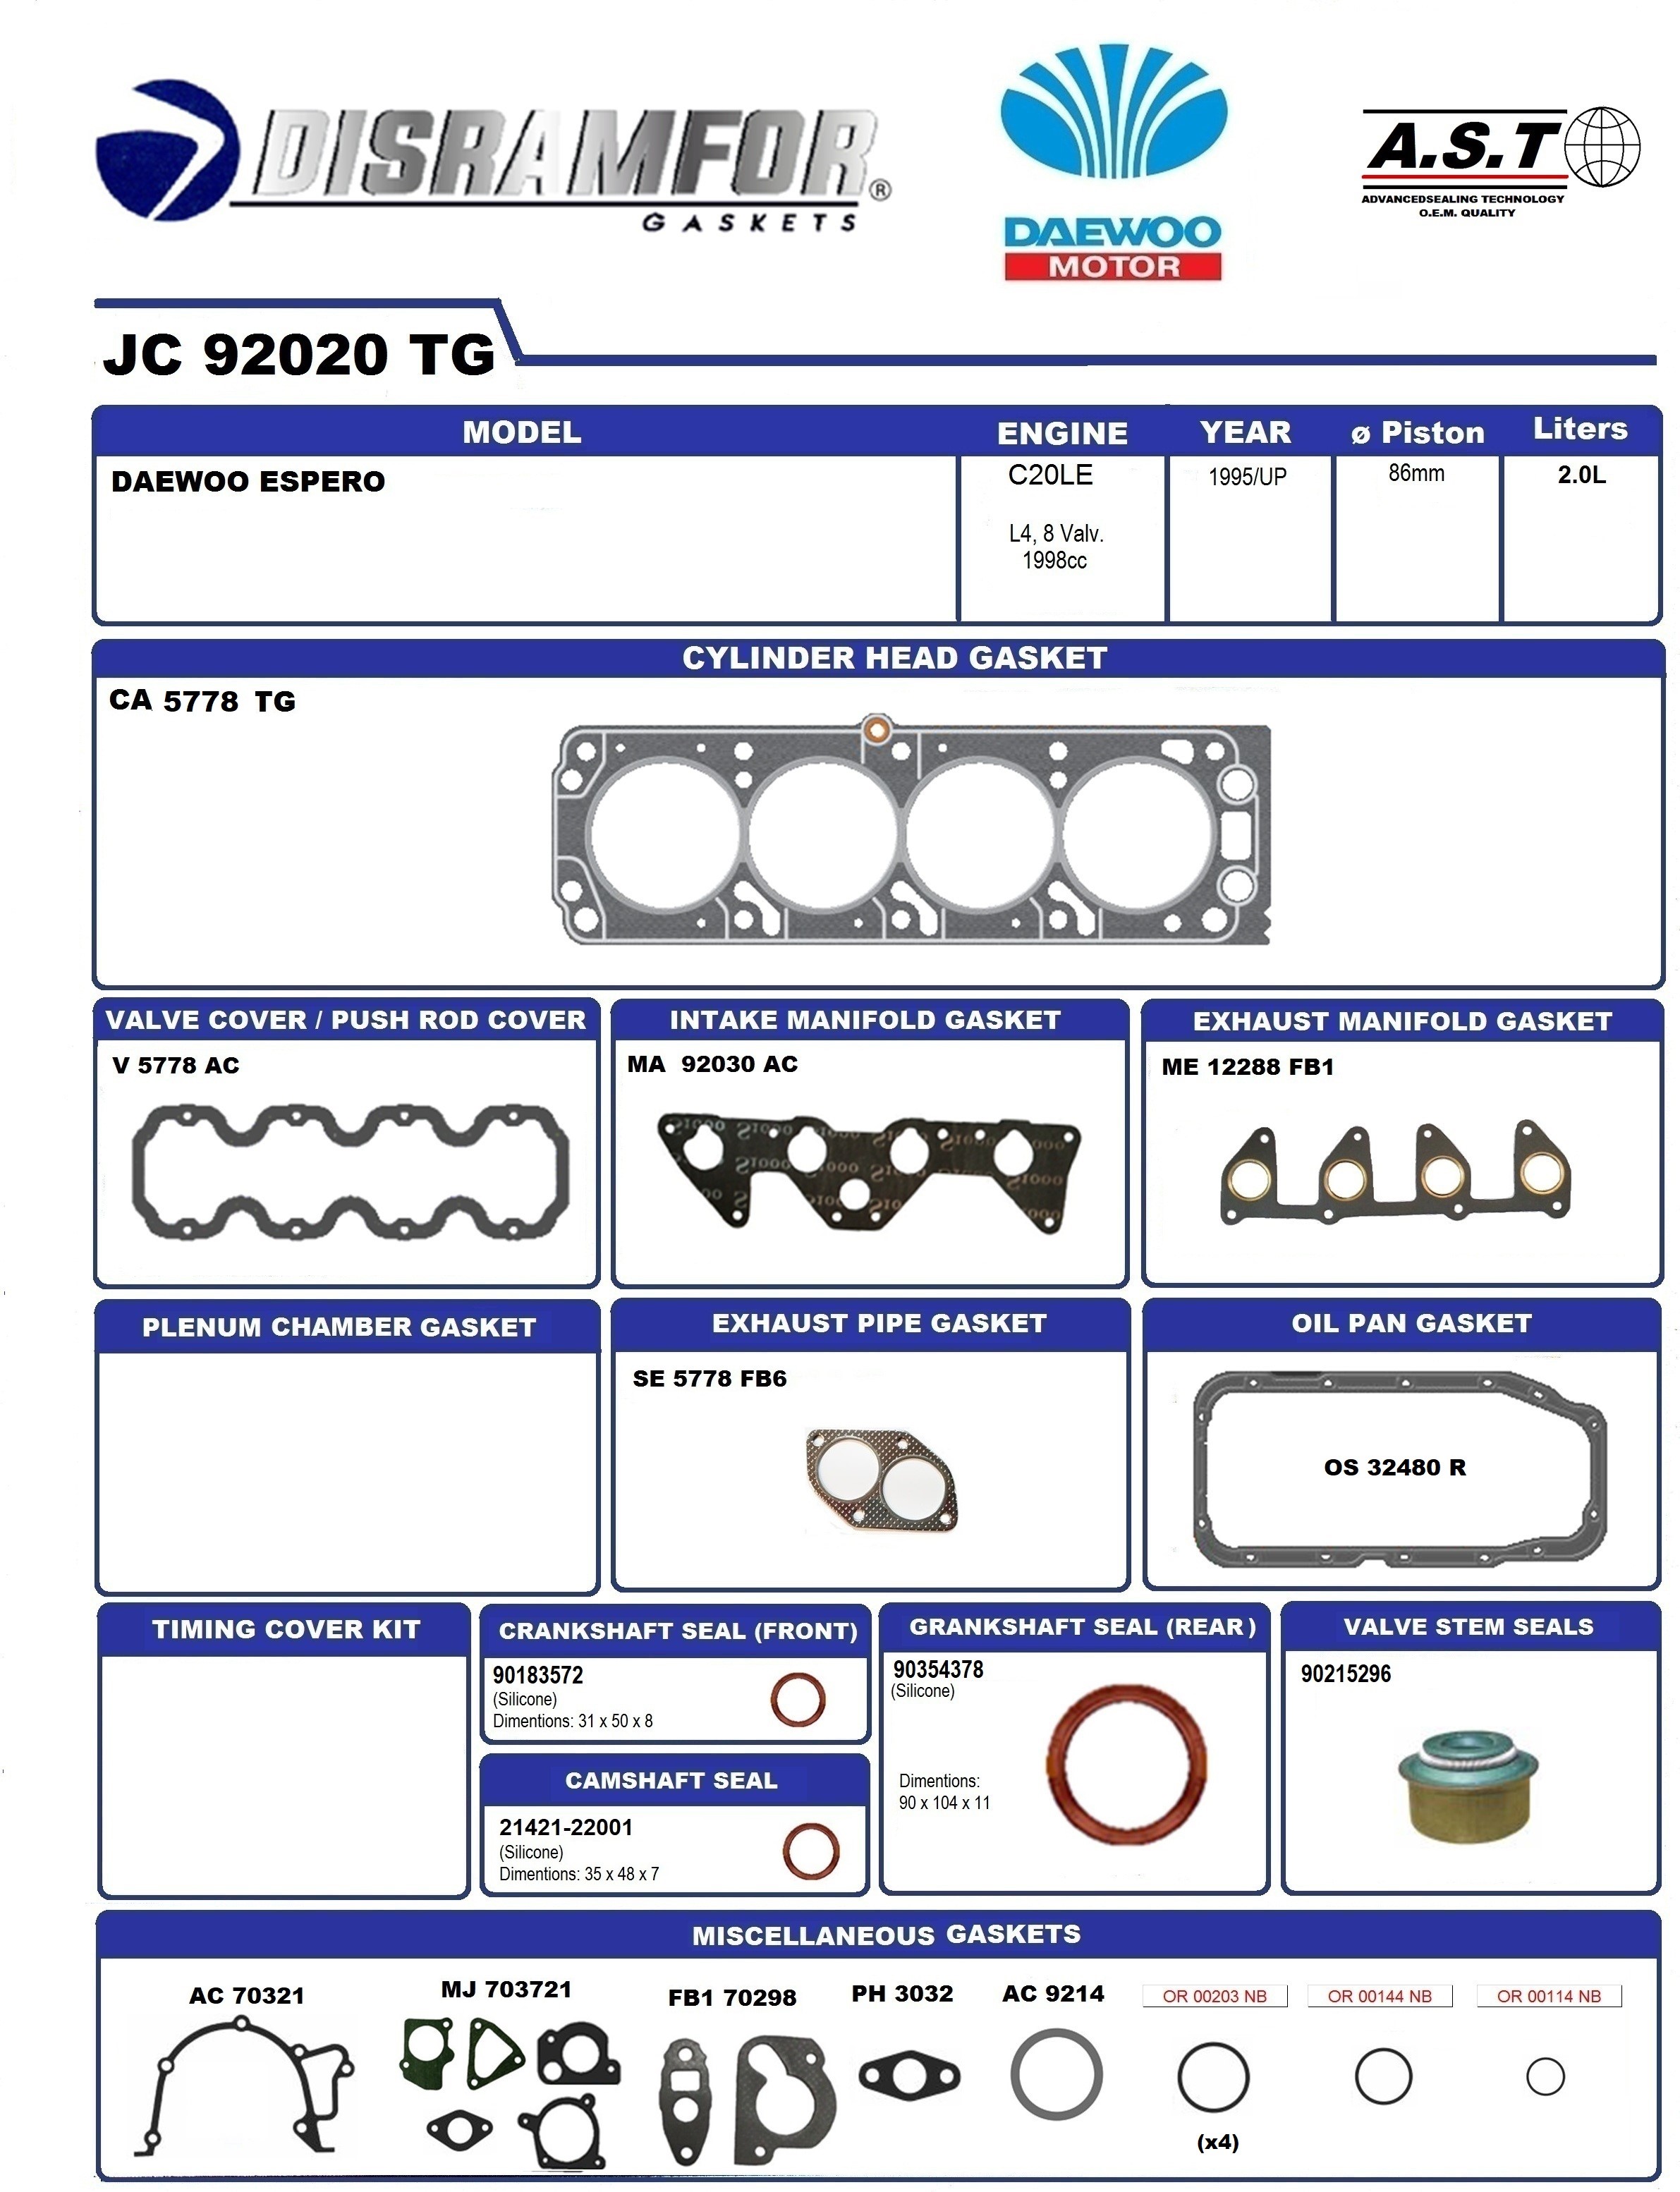 DISRAMFOR®
GASKETS
DAEWOO
MOTOR
A.S.T
ADVANCEDSEALING TECHNOLOGY
O.E.M. QUALITY
JC 92020 TG
MODEL ENGINE YEAR ø Piston Liters
DAEWOO ESPERO C20LE 1995/UP 86mm 2.0L
L4, 8 Valv.
1998cc
CYLINDER HEAD GASKET
CA 5778 TG
VALVE COVER / PUSH ROD COVER
V 5778 AC
INTAKE MANIFOLD GASKET
MA 92030 AC
EXHAUST MANIFOLD GASKET
ME 12288 FB1
PLENUM CHAMBER GASKET
EXHAUST PIPE GASKET
SE 5778 FB6
OIL PAN GASKET
OS 32480 R
TIMING COVER KIT
CRANKSHAFT SEAL (FRONT)
90183572
(Silicone)
Dimentions: 31 x 50 x 8
CAMSHAFT SEAL
21421-22001
(Silicone)
Dimentions: 35 x 48 x 7
GRANKSHAFT SEAL (REAR)
90354378
(Silicone)
Dimentions:
90 x 104 x 11
VALVE STEM SEALS
90215296
MISCELLANEOUS GASKETS
AC 70321
MJ 703721
FB1 70298
PH 3032
AC 9214
OR 00203 NB
OR 00144 NB
OR 00114 NB
(x4)